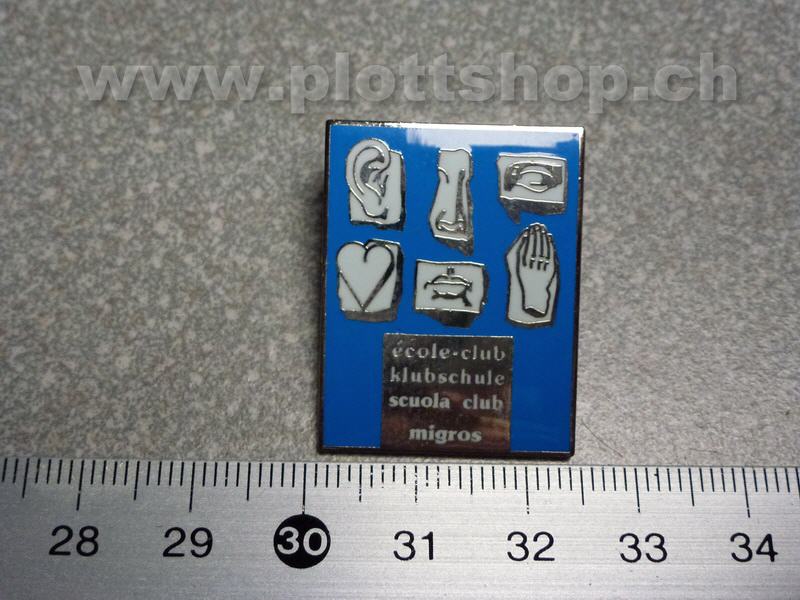 www.plottshop.ch
école-club
klubschule
scuola club
migros
28 29 30 31 32 33 34